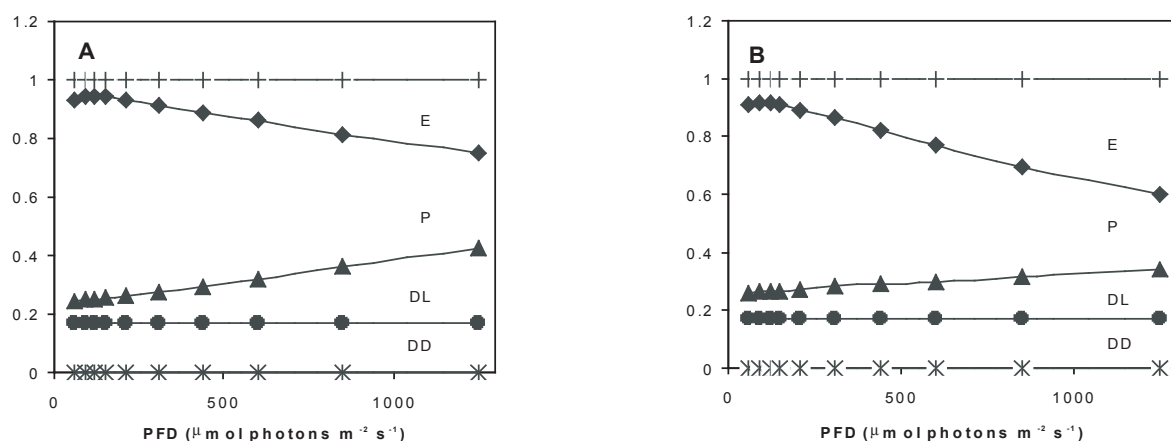 A
1.2
1
0.8
0.6
0.4
0.2
0
E
P
DL
DD
0 500 1000
PFD (μmol photons m⁻² s⁻¹)
B
1.2
1
0.8
0.6
0.4
0.2
0
E
P
DL
DD
0 500 1000
PFD (μmol photons m⁻² s⁻¹)